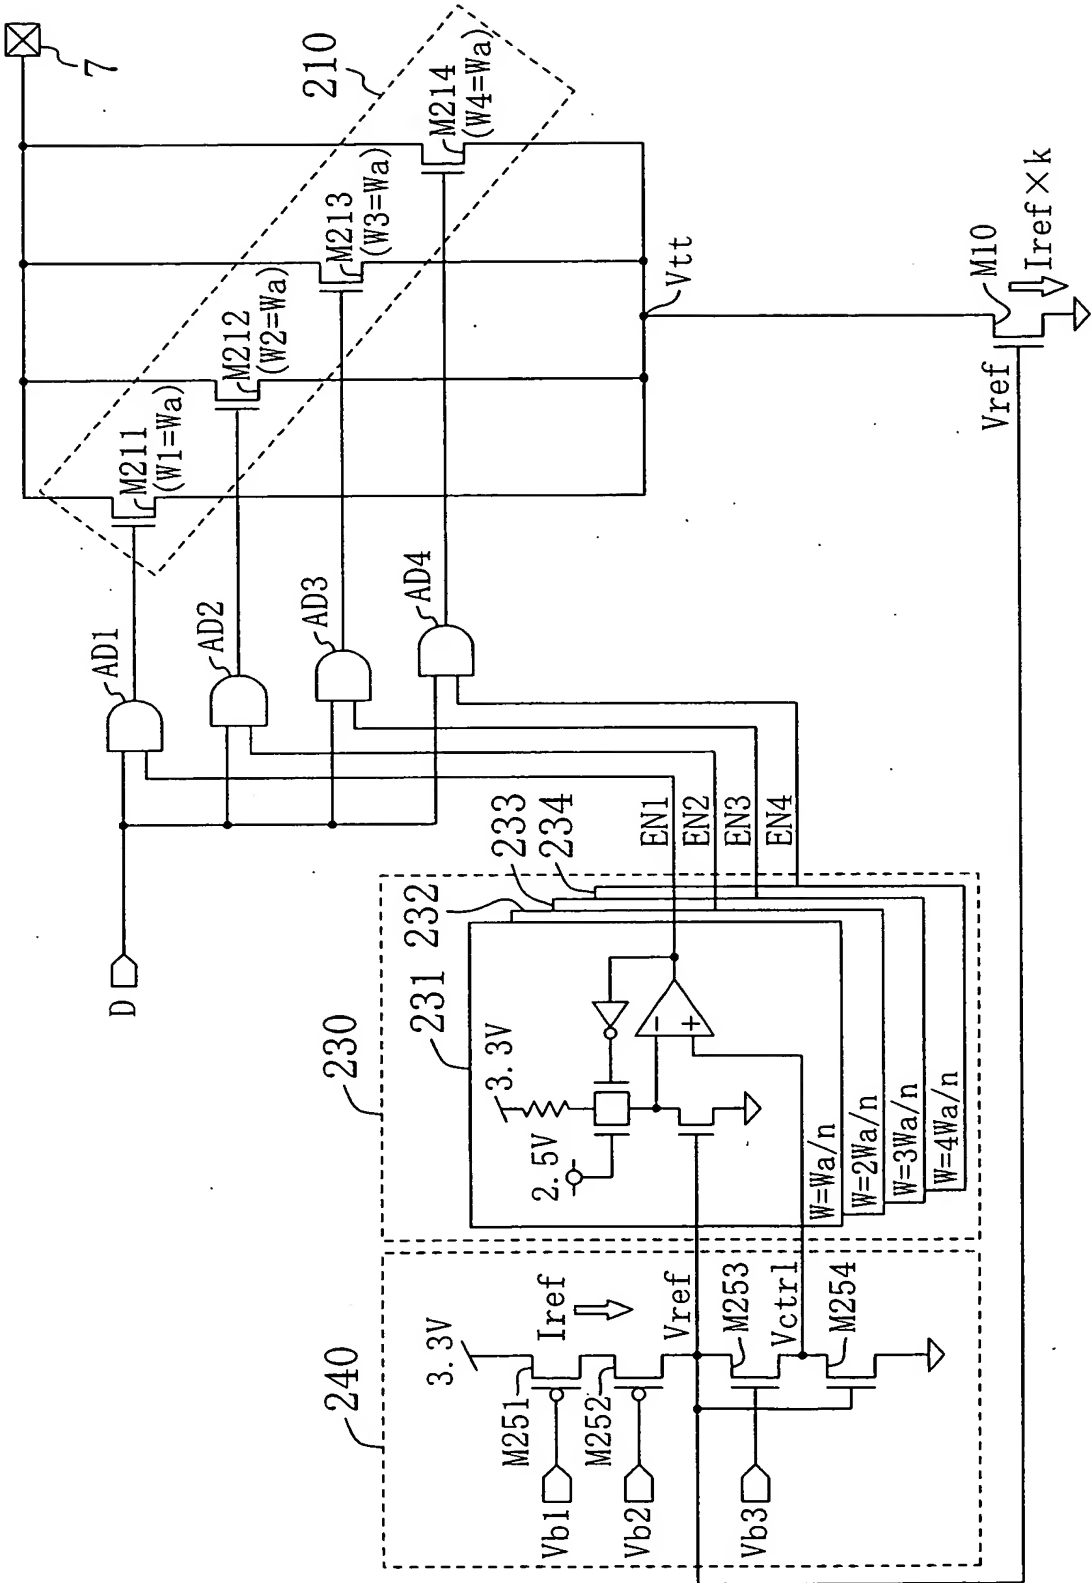 7
210
M211
(W1=Wa)
M212
(W2=Wa)
M213
(W3=Wa)
M214
(W4=Wa)
AD1
AD2
AD3
AD4
D
Vtt
M10
Iref×k
Vref
230
231
232
233
234
EN1
EN2
EN3
EN4
3.3V
2.5V
−
+
W=Wa/n
W=2Wa/n
W=3Wa/n
W=4Wa/n
240
3.3V
Iref
M251
Vb1
M252
Vb2
Vref
M253
Vb3
Vctrl
M254